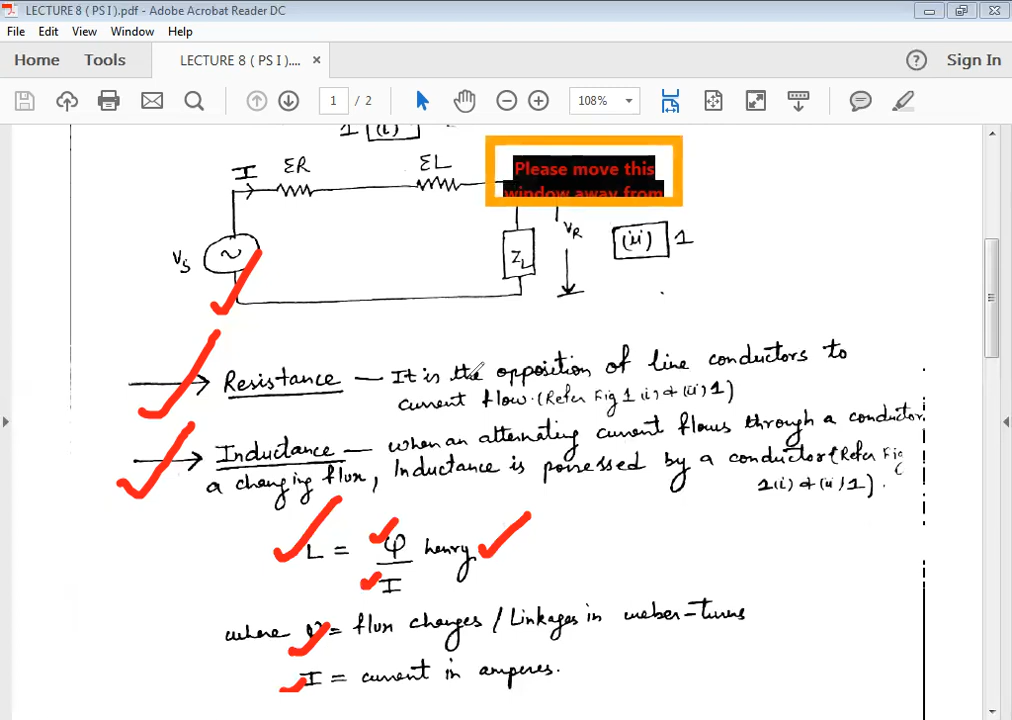 LECTURE 8 ( PS I ).pdf - Adobe Acrobat Reader DC
File Edit View Window Help
Home Tools LECTURE 8 ( PS I ).... × ? Sign In
1 / 2 108%
1 (i)
I ΣR ΣL
Please move this
window away from
VS ZL VR (ii) 1
Resistance — It is the opposition of line conductors to
current flow. (Refer Fig 1 (i) & (ii) 1)
Inductance — when an alternating current flows through a conductor
a changing flux, Inductance is possessed by a conductor (Refer Fig
1(i) & (ii) 1).
L = φ henry
I
where = flux changes / Linkages in weber-turns
I = current in amperes.